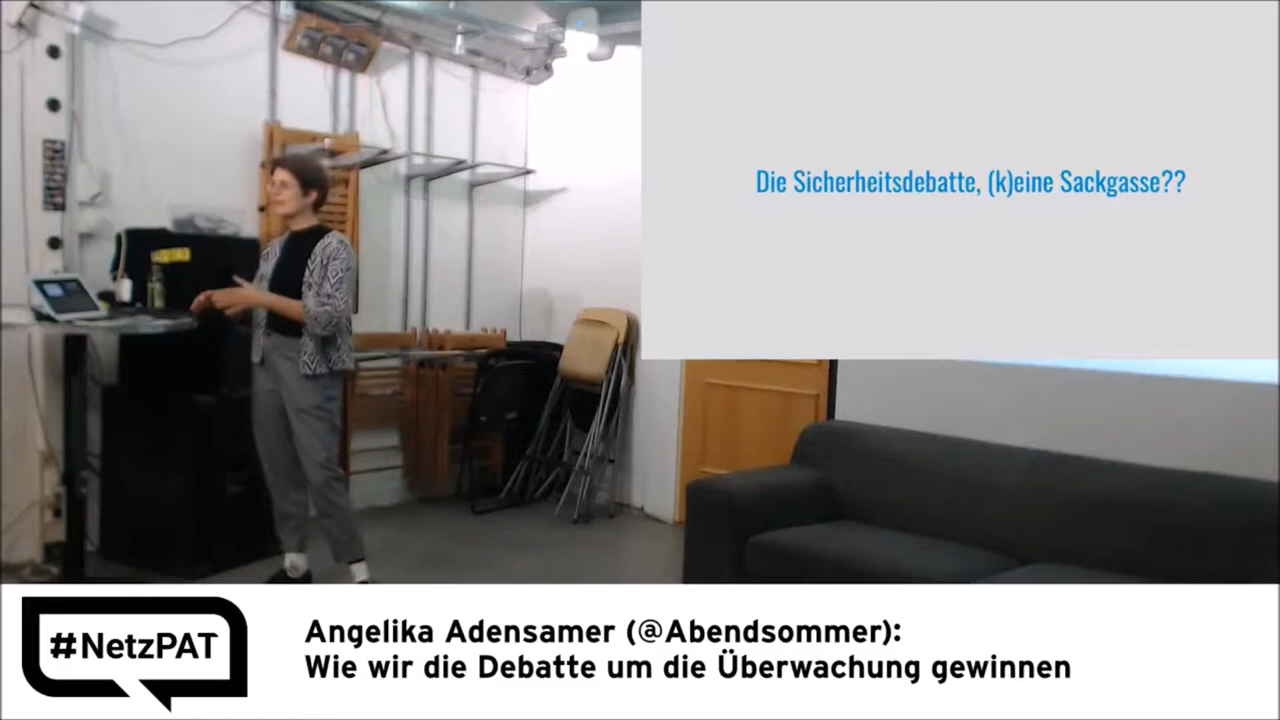 Die Sicherheitsdebatte, (k)eine Sackgasse??
#NetzPAT
Angelika Adensamer (@Abendsommer):
Wie wir die Debatte um die Überwachung gewinnen